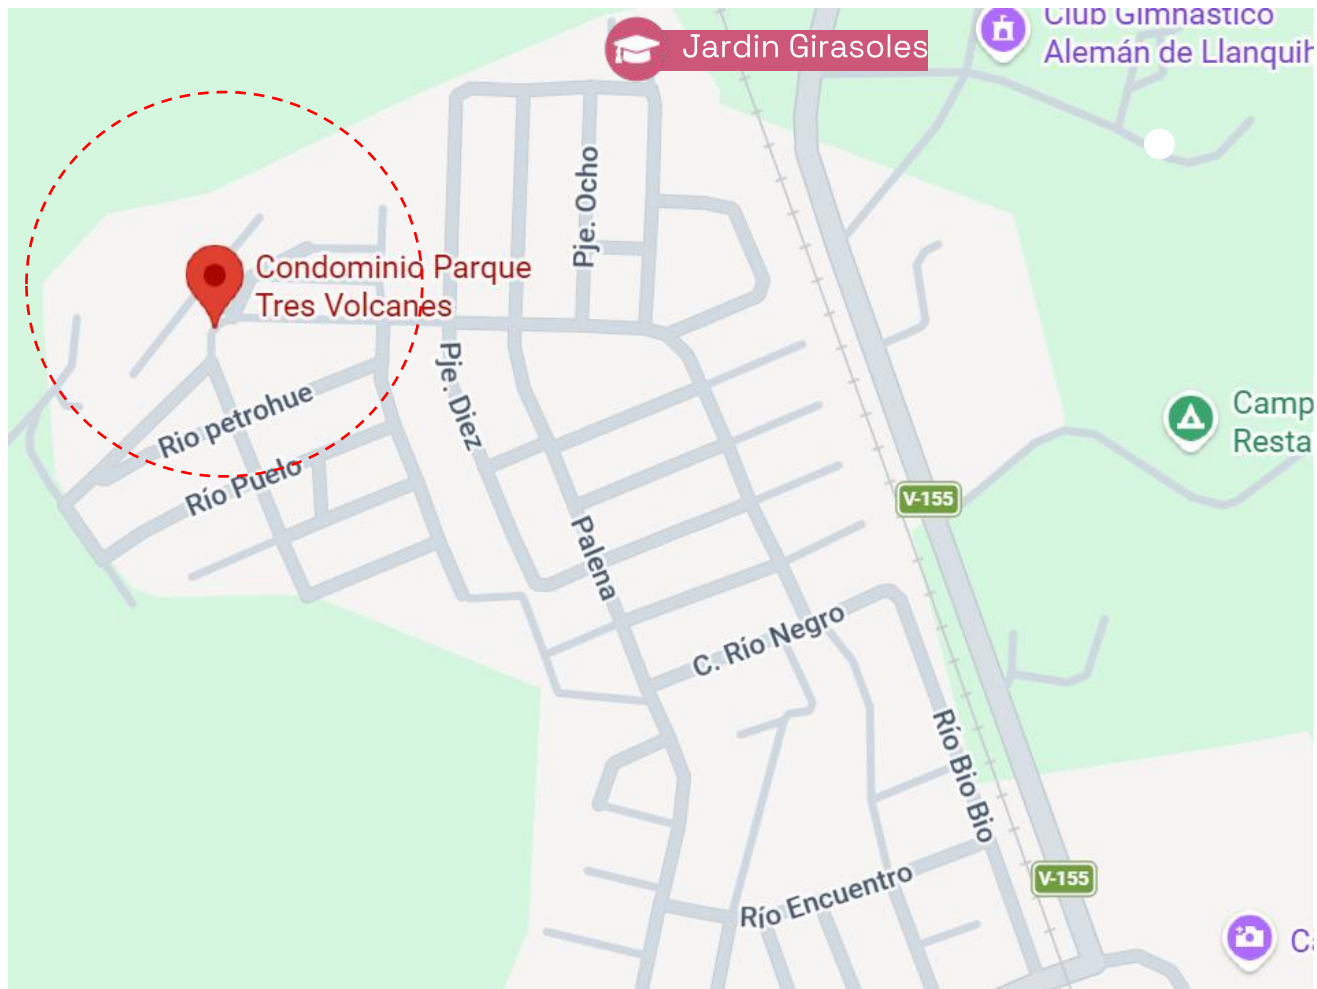 Jardin Girasoles
Club Gimnástico
Alemán de Llanquih
Pje. Ocho
Condominio Parque
Tres Volcanes
Pje. Diez
Rio petrohue
Río Puelo
Camp
Resta
V-155
Palena
C. Río Negro
Río Bio Bio
V-155
Río Encuentro
C